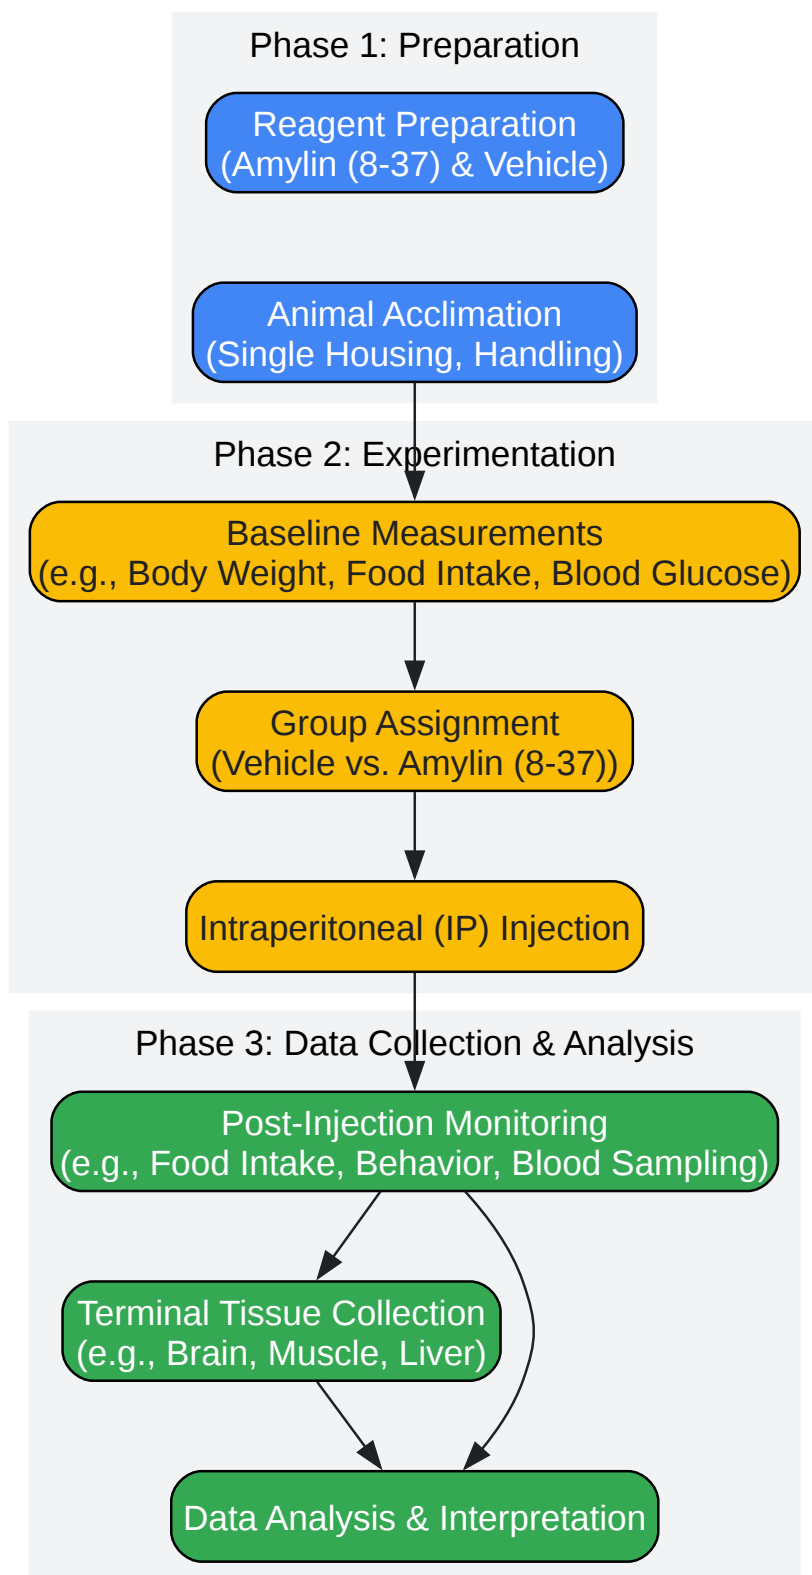 Phase 1: Preparation
Reagent Preparation
(Amylin (8-37) & Vehicle)
Animal Acclimation
(Single Housing, Handling)
Phase 2: Experimentation
Baseline Measurements
(e.g., Body Weight, Food Intake, Blood Glucose)
Group Assignment
(Vehicle vs. Amylin (8-37))
Intraperitoneal (IP) Injection
Phase 3: Data Collection & Analysis
Post-Injection Monitoring
(e.g., Food Intake, Behavior, Blood Sampling)
Terminal Tissue Collection
(e.g., Brain, Muscle, Liver)
Data Analysis & Interpretation